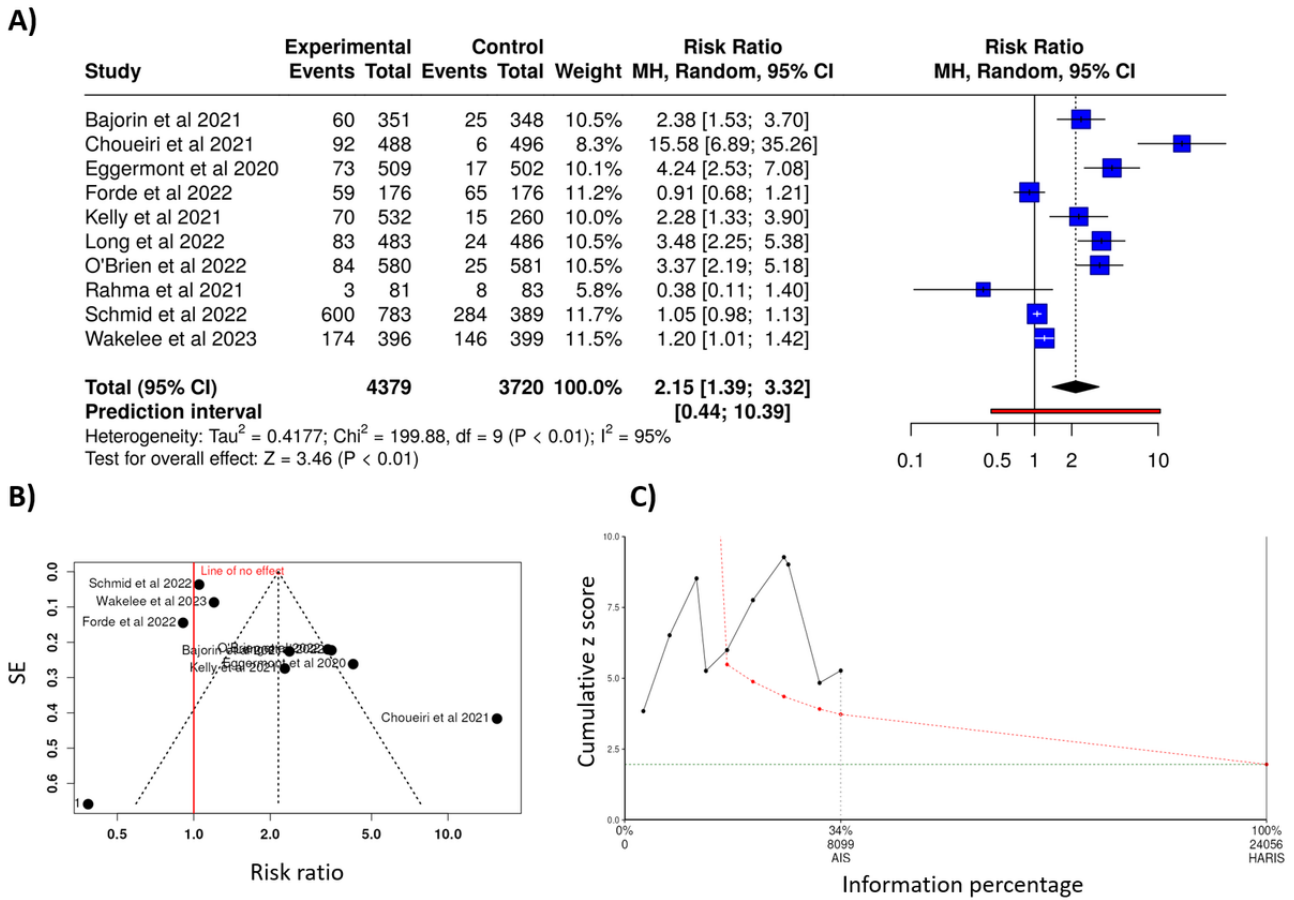 A)
Experimental Control Risk Ratio Risk Ratio
Study Events Total Events Total Weight MH, Random, 95% CI MH, Random, 95% CI
Bajorin et al 2021 60 351 25 348 10.5% 2.38 [1.53; 3.70]
Choueiri et al 2021 92 488 6 496 8.3% 15.58 [6.89; 35.26]
Eggermont et al 2020 73 509 17 502 10.1% 4.24 [2.53; 7.08]
Forde et al 2022 59 176 65 176 11.2% 0.91 [0.68; 1.21]
Kelly et al 2021 70 532 15 260 10.0% 2.28 [1.33; 3.90]
Long et al 2022 83 483 24 486 10.5% 3.48 [2.25; 5.38]
O'Brien et al 2022 84 580 25 581 10.5% 3.37 [2.19; 5.18]
Rahma et al 2021 3 81 8 83 5.8% 0.38 [0.11; 1.40]
Schmid et al 2022 600 783 284 389 11.7% 1.05 [0.98; 1.13]
Wakelee et al 2023 174 396 146 399 11.5% 1.20 [1.01; 1.42]
Total (95% CI) 4379 3720 100.0% 2.15 [1.39; 3.32]
Prediction interval [0.44; 10.39]
Heterogeneity: Tau² = 0.4177; Chi² = 199.88, df = 9 (P < 0.01); I² = 95%
Test for overall effect: Z = 3.46 (P < 0.01)
0.1 0.5 1 2 10
B)
SE
0.0
0.1
0.2
0.3
0.4
0.5
0.6
Line of no effect
Schmid et al 2022
Wakelee et al 2023
Forde et al 2022
Eggermont et al 2020
Kelly et al 2021
Choueiri et al 2021
1
0.5 1.0 2.0 5.0 10.0
Risk ratio
C)
Cumulative z score
10.0
7.5
5.0
2.5
0.0
0% 34% 100%
0 8099 24056
AIS HARIS
Information percentage